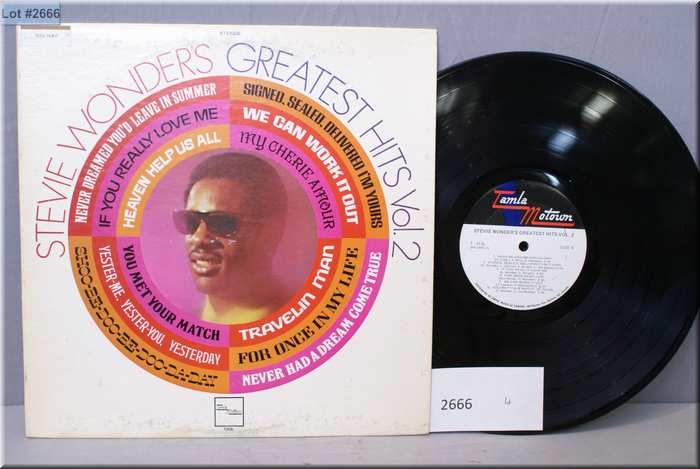 Lot #2666
STEREO
STEVIE WONDER'S GREATEST HITS Vol. 2
NEVER DREAMED YOU'D LEAVE IN SUMMER
SIGNED, SEALED, DELIVERED I'M YOURS
IF YOU REALLY LOVE ME
WE CAN WORK IT OUT
HEAVEN HELP US ALL
MY CHERIE AMOUR
YOU MET YOUR MATCH
TRAVELIN MAN
YESTER-ME, YESTER-YOU, YESTERDAY
FOR ONCE IN MY LIFE
SHOO-BE-DOO-BE-DOO-DA-DAY
NEVER HAD A DREAM COME TRUE
Tamla
Motown
STEVIE WONDER'S GREATEST HITS VOL. 2
2666 4